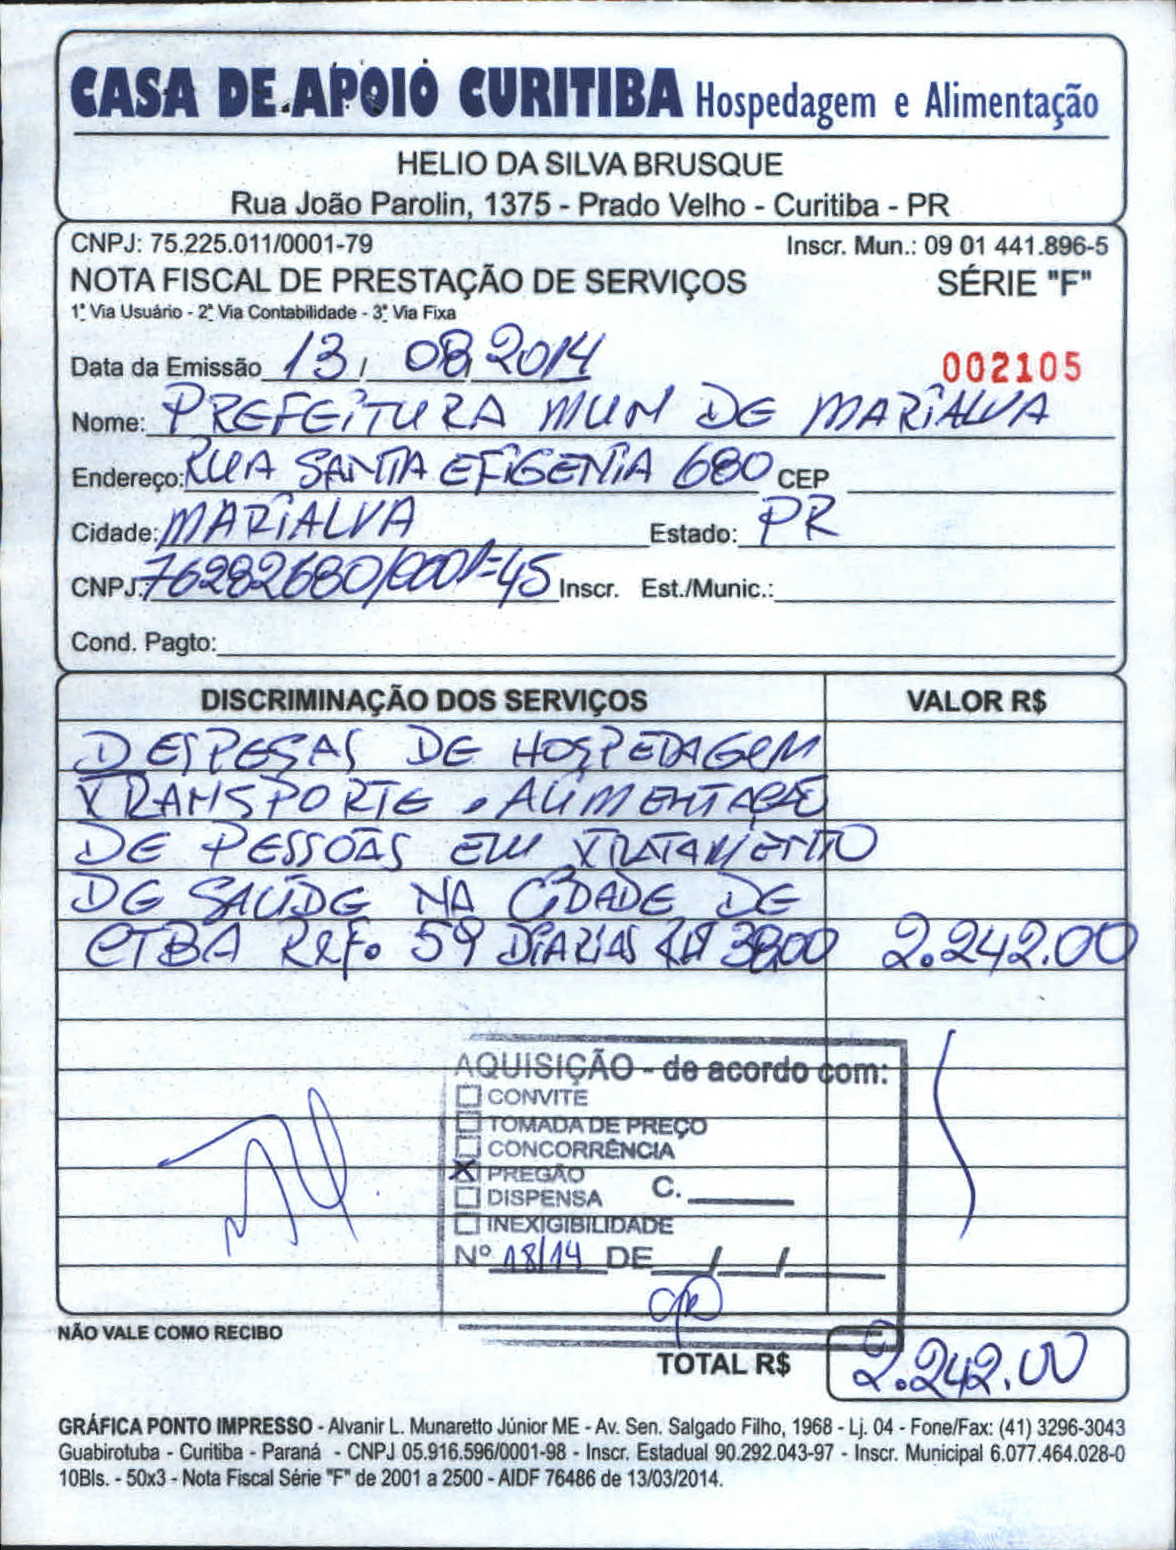 CASA DE APOIO CURITIBA Hospedagem e Alimentação
HELIO DA SILVA BRUSQUE
Rua João Parolin, 1375 - Prado Velho - Curitiba - PR
CNPJ: 75.225.011/0001-79 Inscr. Mun.: 09 01 441.896-5
NOTA FISCAL DE PRESTAÇÃO DE SERVIÇOS SÉRIE "F"
1ª Via Usuário - 2ª Via Contabilidade - 3ª Via Fixa
Data da Emissão 13 / 08 2014 002105
Nome: PREFEITURA MUN DE MARIALVA
Endereço: RUA SANTA EFIGENIA 680 CEP
Cidade: MARIALVA Estado: PR
CNPJ: 76282680/0001-45 Inscr. Est./Munic.:
Cond. Pagto:
DISCRIMINAÇÃO DOS SERVIÇOS VALOR R$
DESPESAS DE HOSPEDAGEM
TRANSPORTE . ALIMENTAÇÃO
DE PESSOAS EM TRATAMENTO
DE SAUDE NA CIDADE DE
CTBA REF. 59 DIARIAS R$ 38,00 2.242.00
AQUISIÇÃO - de acordo com:
CONVITE
TOMADA DE PREÇO
CONCORRÊNCIA
X PREGÃO
DISPENSA C.
INEXIGIBILIDADE
Nº 18/14 DE / /
NÃO VALE COMO RECIBO
TOTAL R$ 2.242.00
GRÁFICA PONTO IMPRESSO - Alvanir L. Munaretto Júnior ME - Av. Sen. Salgado Filho, 1968 - Lj. 04 - Fone/Fax: (41) 3296-3043
Guabirotuba - Curitiba - Paraná - CNPJ 05.916.596/0001-98 - Inscr. Estadual 90.292.043-97 - Inscr. Municipal 6.077.464.028-0
10Bls. - 50x3 - Nota Fiscal Série "F" de 2001 a 2500 - AIDF 76486 de 13/03/2014.